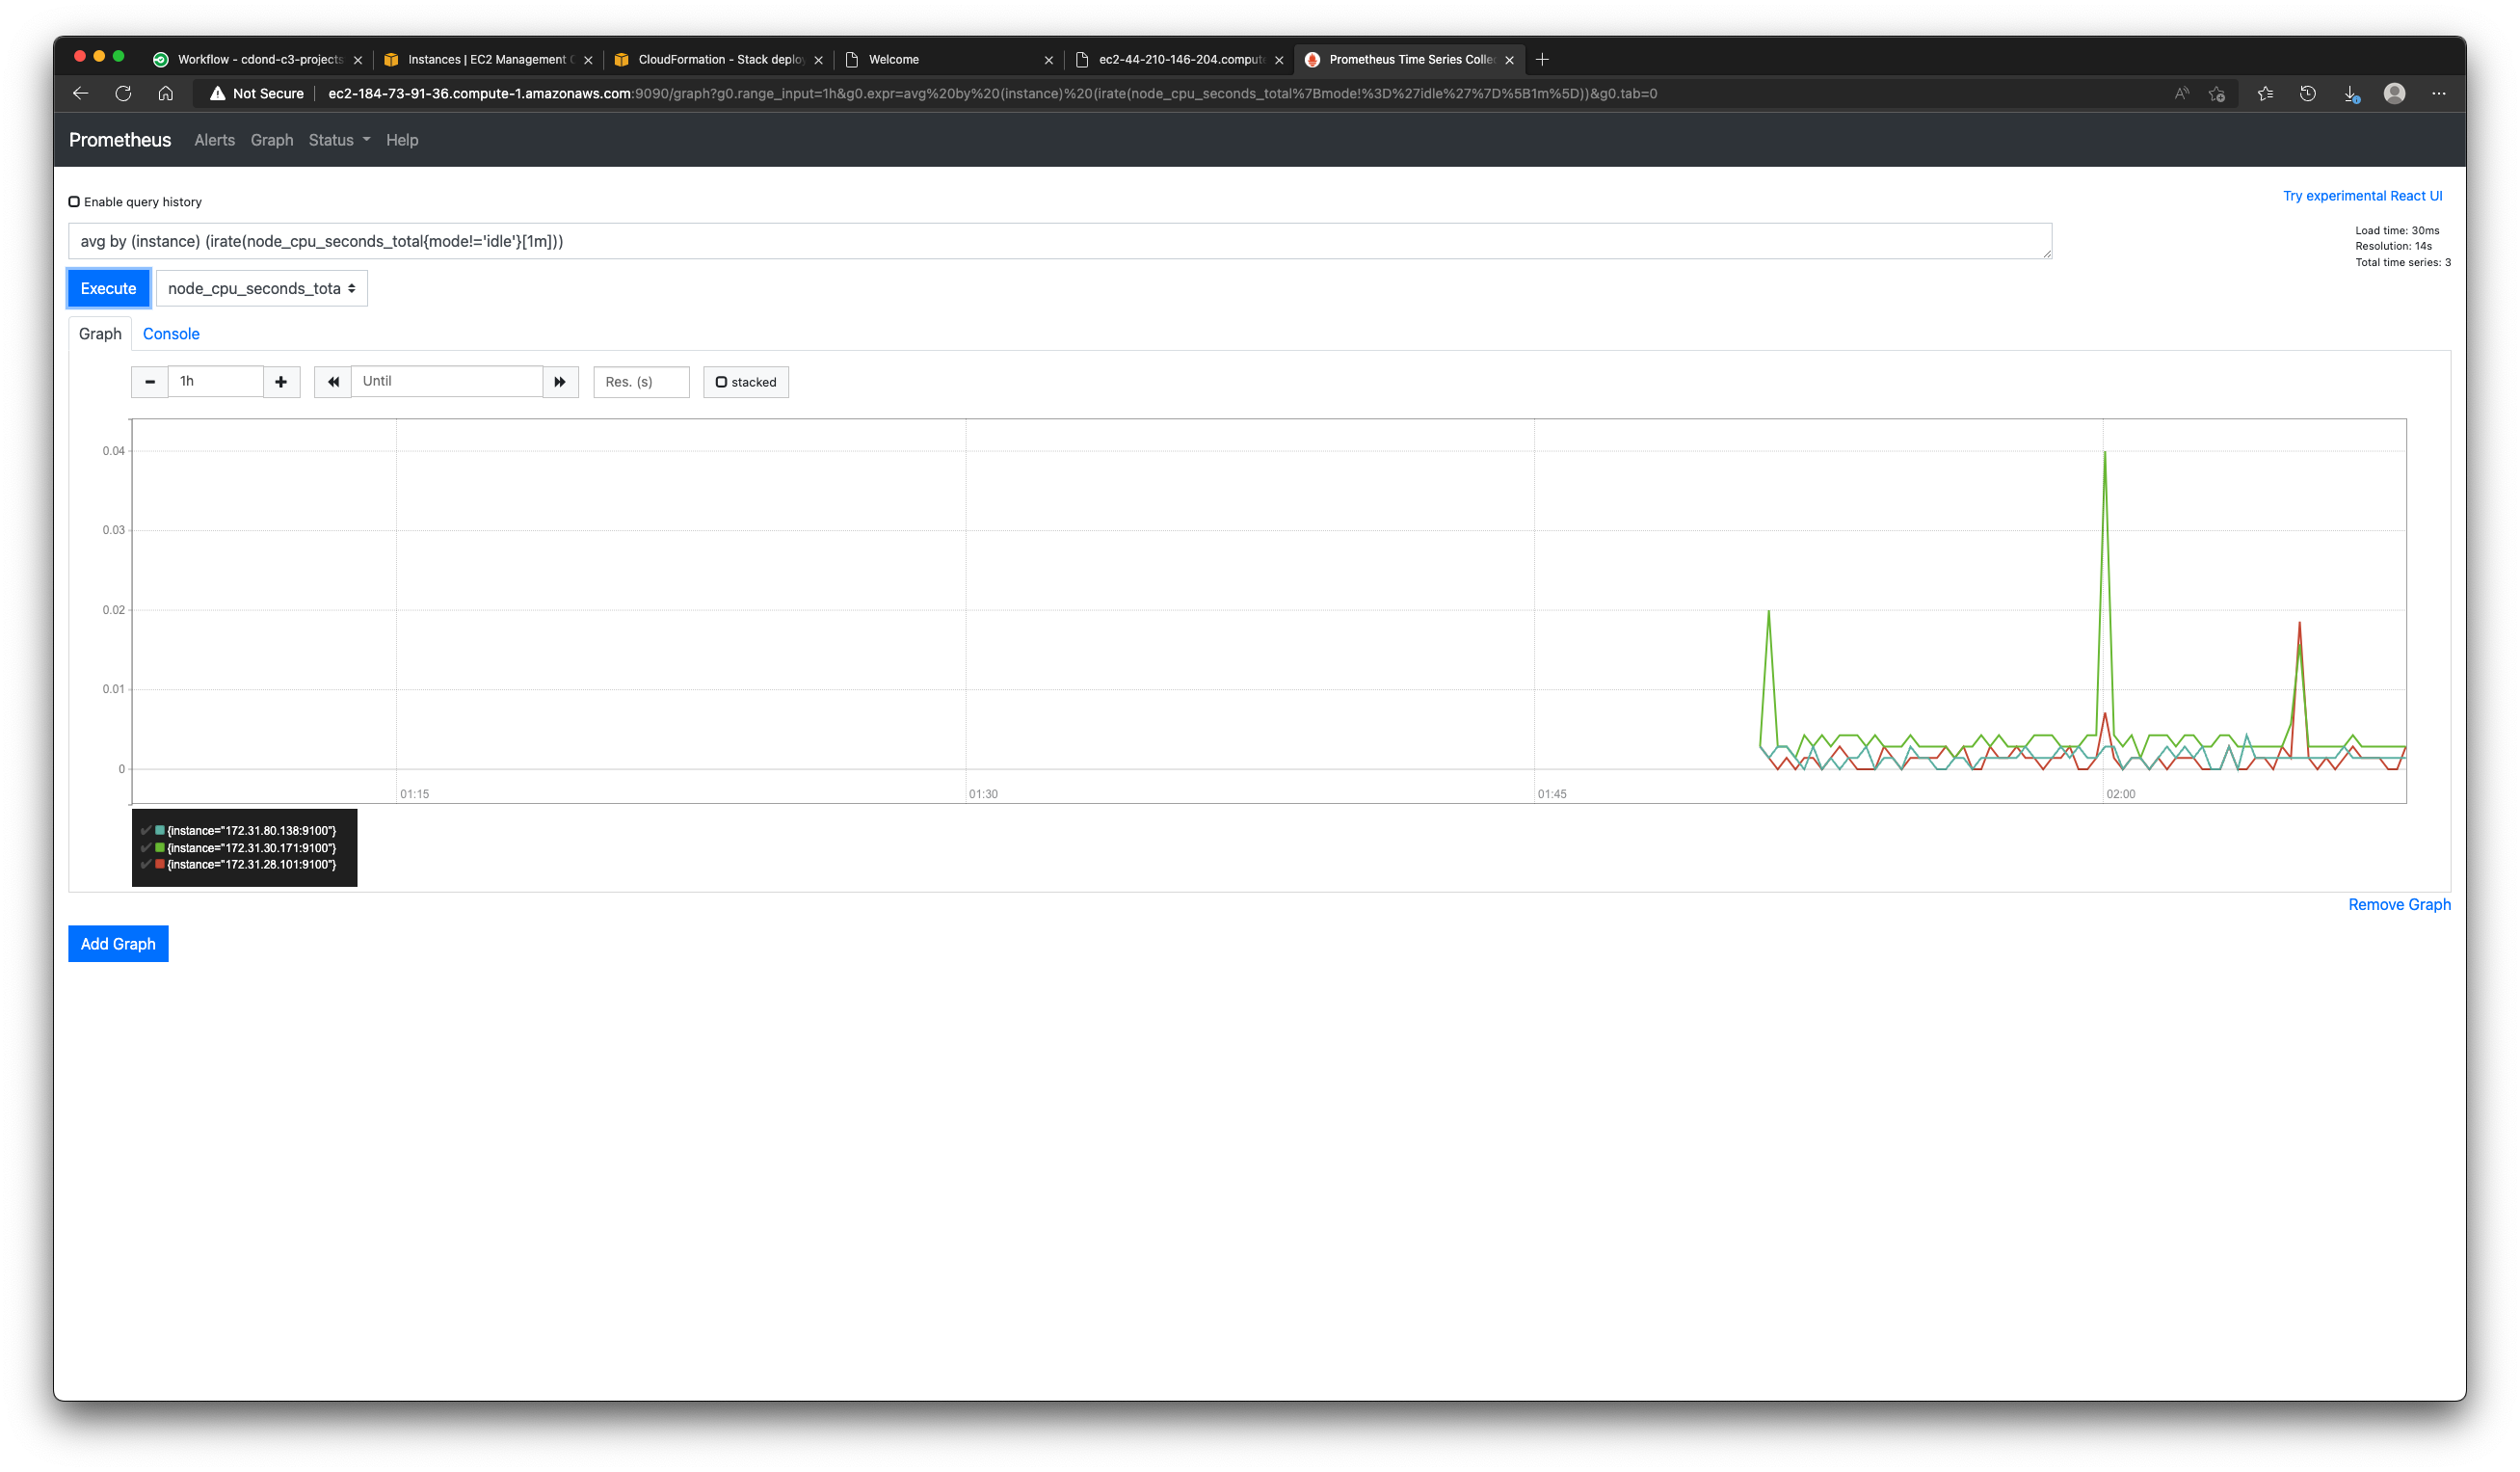 Workflow - cdond-c3-projects
Instances | EC2 Management C
CloudFormation - Stack deploy
Welcome
ec2-44-210-146-204.compute
Prometheus Time Series Collec
Not Secure
ec2-184-73-91-36.compute-1.amazonaws.com:9090/graph?g0.range_input=1h&g0.expr=avg%20by%20(instance)%20(irate(node_cpu_seconds_total%7Bmode!%3D%27idle%27%7D%5B1m%5D))&g0.tab=0
Prometheus Alerts Graph Status Help
Enable query history
Try experimental React UI
avg by (instance) (irate(node_cpu_seconds_total{mode!='idle'}[1m]))
Load time: 30ms
Resolution: 14s
Total time series: 3
Execute node_cpu_seconds_tota
Graph Console
1h Until Res. (s) stacked
0.04
0.03
0.02
0.01
0
01:15 01:30 01:45 02:00
{instance="172.31.80.138:9100"}
{instance="172.31.30.171:9100"}
{instance="172.31.28.101:9100"}
Remove Graph
Add Graph